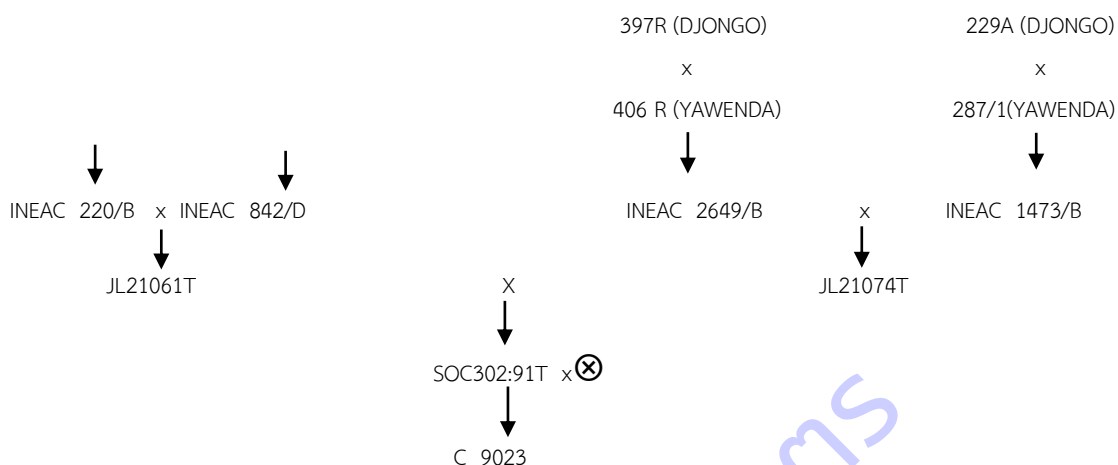 397R (DJONGO) 229A (DJONGO)
x x
406 R (YAWENDA) 287/1(YAWENDA)
INEAC 220/B x INEAC 842/D INEAC 2649/B x INEAC 1473/B
JL21061T X JL21074T
SOC302:91T x⊗
C 9023